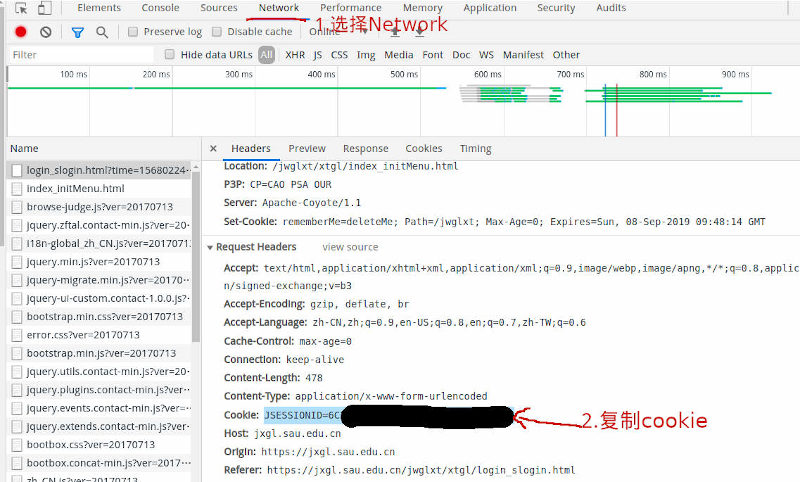 Elements Console Sources Network Performance Memory Application Security Audits
1.选择Network
Preserve log Disable cache Online
Filter Hide data URLs All XHR JS CSS Img Media Font Doc WS Manifest Other
100 ms 200 ms 300 ms 400 ms 500 ms 600 ms 700 ms 800 ms 900 ms
Name
login_slogin.html?time=15680224···
index_initMenu.html
browse-judge.js?ver=20170713
jquery.zftal.contact-min.js?ver=20···
I18n-global_zh_CN.js?ver=20170713
jquery.min.js?ver=20170713
jquery-migrate.min.js?ver=20170···
jquery-ui-custom.contact-1.0.0.js?···
bootstrap.min.css?ver=20170713
error.css?ver=20170713
bootstrap.min.js?ver=20170713
jquery.utils.contact-min.js?ver=20···
jquery.plugins.contact-min.js?ver···
jquery.events.contact-min.js?ver=···
jquery.extends.contact-min.js?ver···
bootbox.css?ver=20170713
bootbox.concat-min.js?ver=2017···
zh_CN.js?ver=20170713
Headers Preview Response Cookies Timing
Location: /jwglxt/xtgl/index_initMenu.html
P3P: CP=CAO PSA OUR
Server: Apache-Coyote/1.1
Set-Cookie: rememberMe=deleteMe; Path=/jwglxt; Max-Age=0; Expires=Sun, 08-Sep-2019 09:48:14 GMT
Request Headers view source
Accept: text/html,application/xhtml+xml,application/xml;q=0.9,image/webp,image/apng,*/*;q=0.8,applic
n/signed-exchange;v=b3
Accept-Encoding: gzip, deflate, br
Accept-Language: zh-CN,zh;q=0.9,en-US;q=0.8,en;q=0.7,zh-TW;q=0.6
Cache-Control: max-age=0
Connection: keep-alive
Content-Length: 478
Content-Type: application/x-www-form-urlencoded
Cookie: JSESSIONID=6C
2.复制cookie
Host: jxgl.sau.edu.cn
Origin: https://jxgl.sau.edu.cn
Referer: https://jxgl.sau.edu.cn/jwglxt/xtgl/login_slogin.html